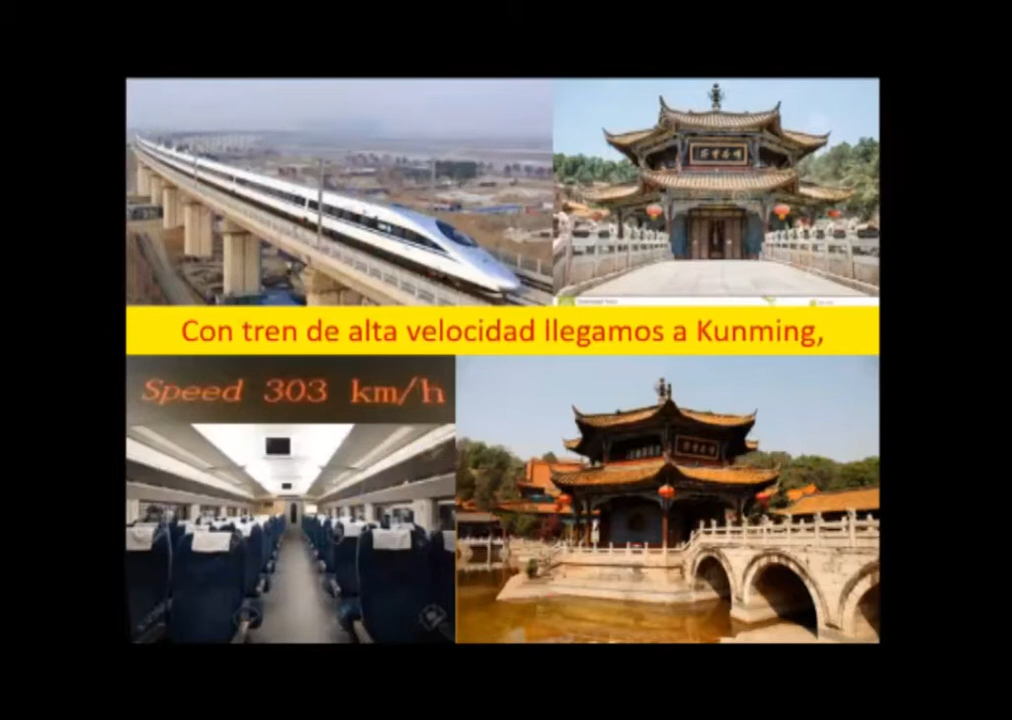 Con tren de alta velocidad llegamos a Kunming,
Speed 303 km/h